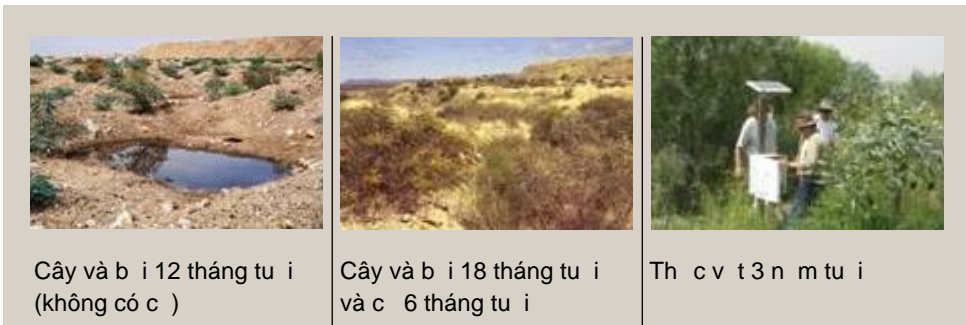 Cây và b i 12 tháng tu i
(không có c )
Cây và b i 18 tháng tu i
và c 6 tháng tu i
Th c v t 3 n m tu i